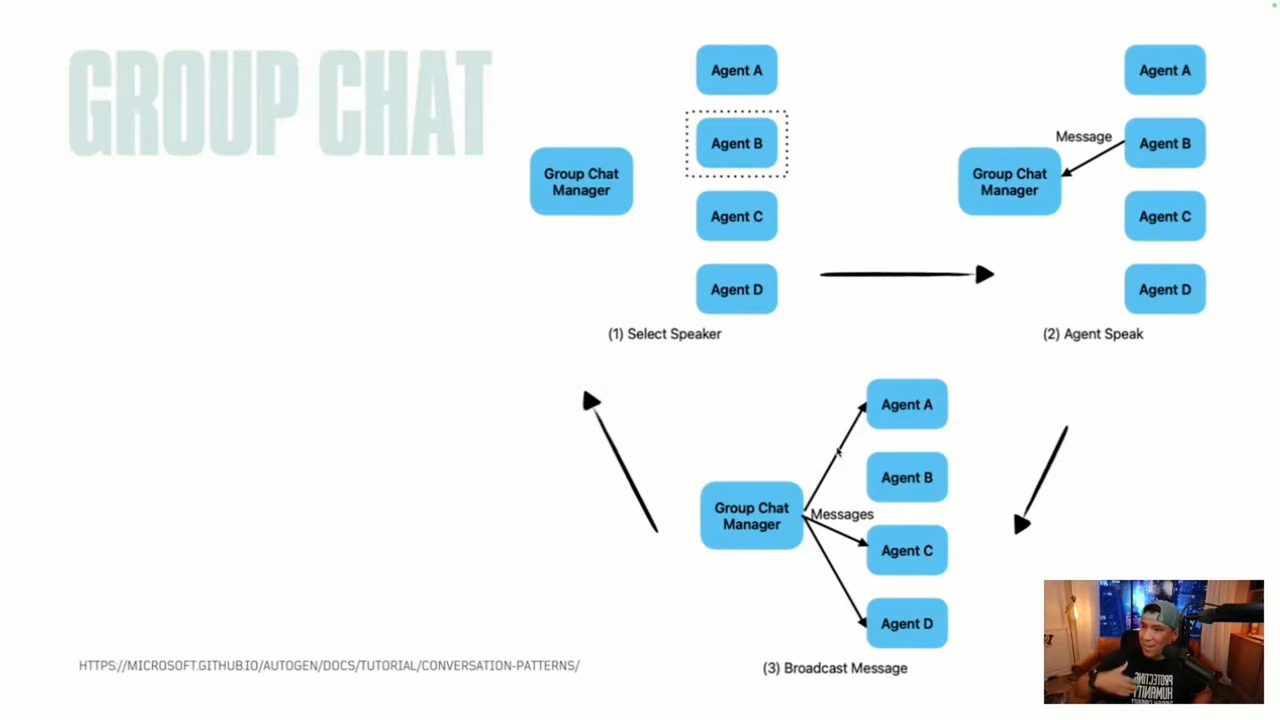 GROUP CHAT
Agent A
Agent B
Group Chat
Manager
Agent C
Agent D
(1) Select Speaker
Agent A
Message
Agent B
Group Chat
Manager
Agent C
Agent D
(2) Agent Speak
Agent A
Agent B
Group Chat
Manager
Messages
Agent C
Agent D
(3) Broadcast Message
HTTPS://MICROSOFT.GITHUB.IO/AUTOGEN/DOCS/TUTORIAL/CONVERSATION-PATTERNS/
PROTECTING
HUMANITY